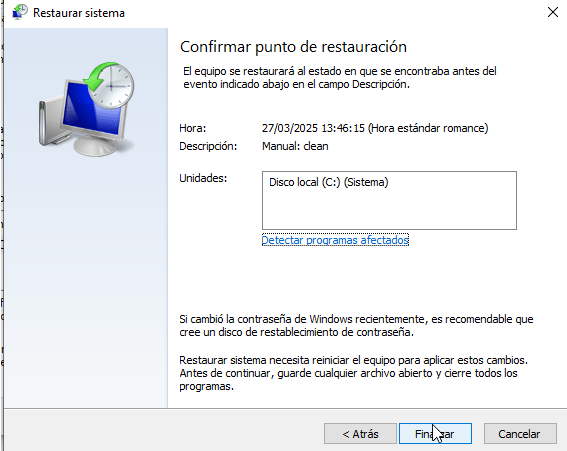 Restaurar sistema
Confirmar punto de restauración
El equipo se restaurará al estado en que se encontraba antes del
evento indicado abajo en el campo Descripción.
Hora: 27/03/2025 13:46:15 (Hora estándar romance)
Descripción: Manual: clean
Unidades: Disco local (C:) (Sistema)
Detectar programas afectados
Si cambió la contraseña de Windows recientemente, es recomendable que
cree un disco de restablecimiento de contraseña.
Restaurar sistema necesita reiniciar el equipo para aplicar estos cambios.
Antes de continuar, guarde cualquier archivo abierto y cierre todos los
programas.
< Atrás Finalizar Cancelar